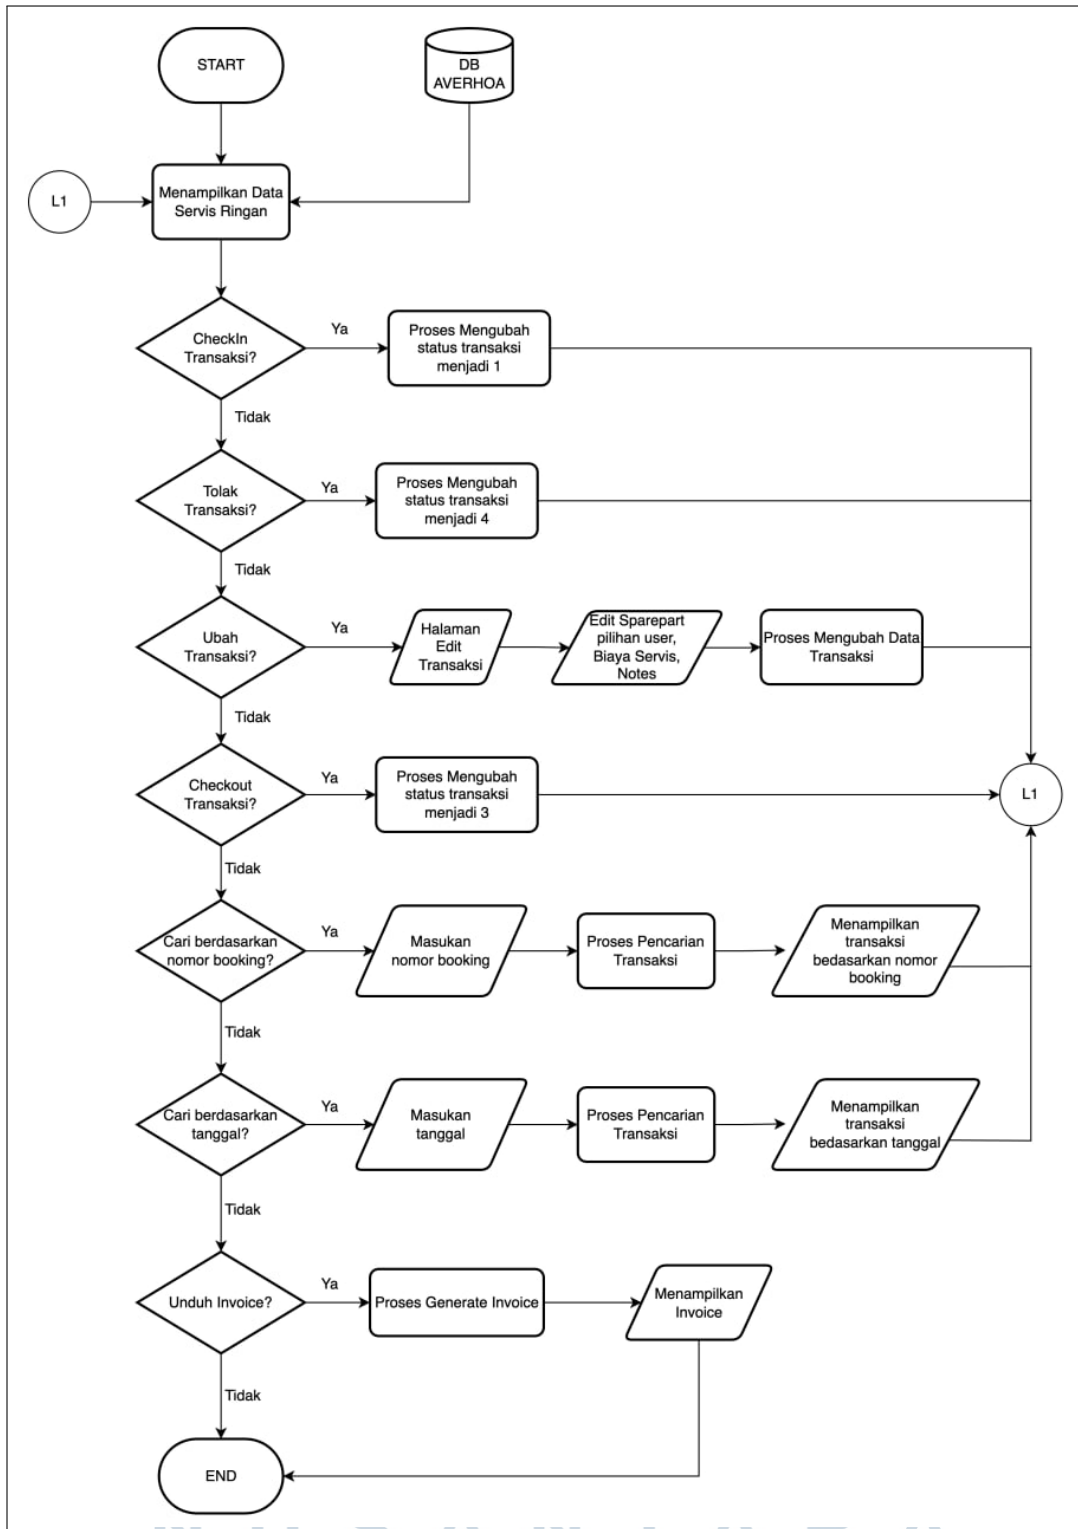 START
DB
AVERHOA
L1
Menampilkan Data
Servis Ringan
CheckIn
Transaksi?
Ya
Proses Mengubah
status transaksi
menjadi 1
Tidak
Tolak
Transaksi?
Ya
Proses Mengubah
status transaksi
menjadi 4
Tidak
Ubah
Transaksi?
Ya
Halaman
Edit
Transaksi
Edit Sparepart
pilihan user,
Biaya Servis,
Notes
Proses Mengubah Data
Transaksi
Tidak
Checkout
Transaksi?
Ya
Proses Mengubah
status transaksi
menjadi 3
L1
Tidak
Cari berdasarkan
nomor booking?
Ya
Masukan
nomor booking
Proses Pencarian
Transaksi
Menampilkan
transaksi
bedasarkan nomor
booking
Tidak
Cari berdasarkan
tanggal?
Ya
Masukan
tanggal
Proses Pencarian
Transaksi
Menampilkan
transaksi
bedasarkan tanggal
Tidak
Unduh Invoice?
Ya
Proses Generate Invoice
Menampilkan
Invoice
Tidak
END